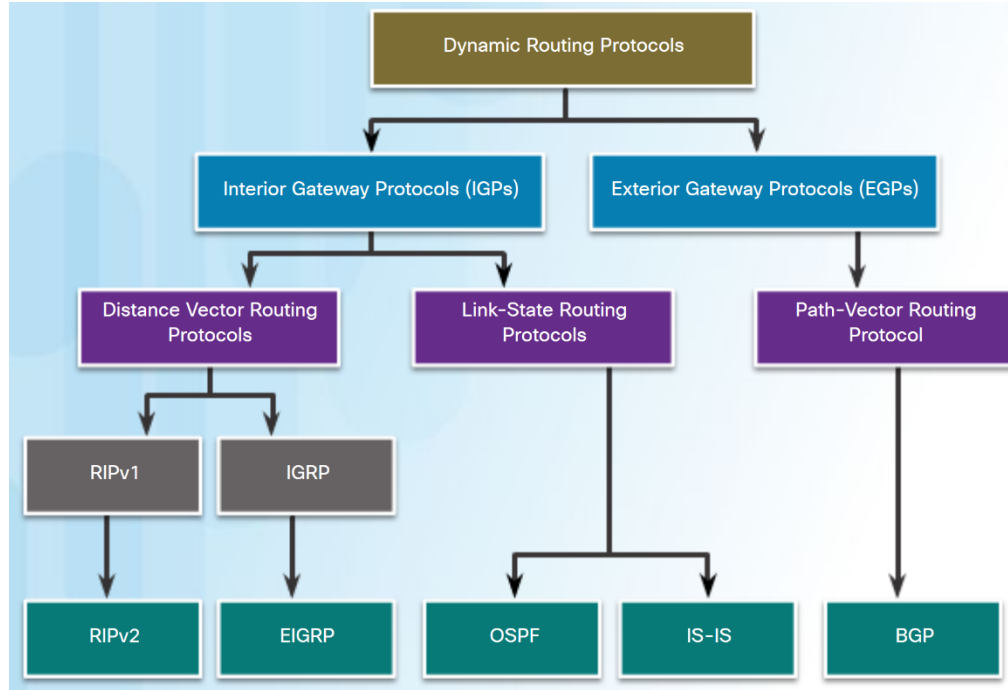 Dynamic Routing Protocols
Interior Gateway Protocols (IGPs)
Exterior Gateway Protocols (EGPs)
Distance Vector Routing
Protocols
Link-State Routing
Protocols
Path-Vector Routing
Protocol
RIPv1
IGRP
RIPv2
EIGRP
OSPF
IS-IS
BGP